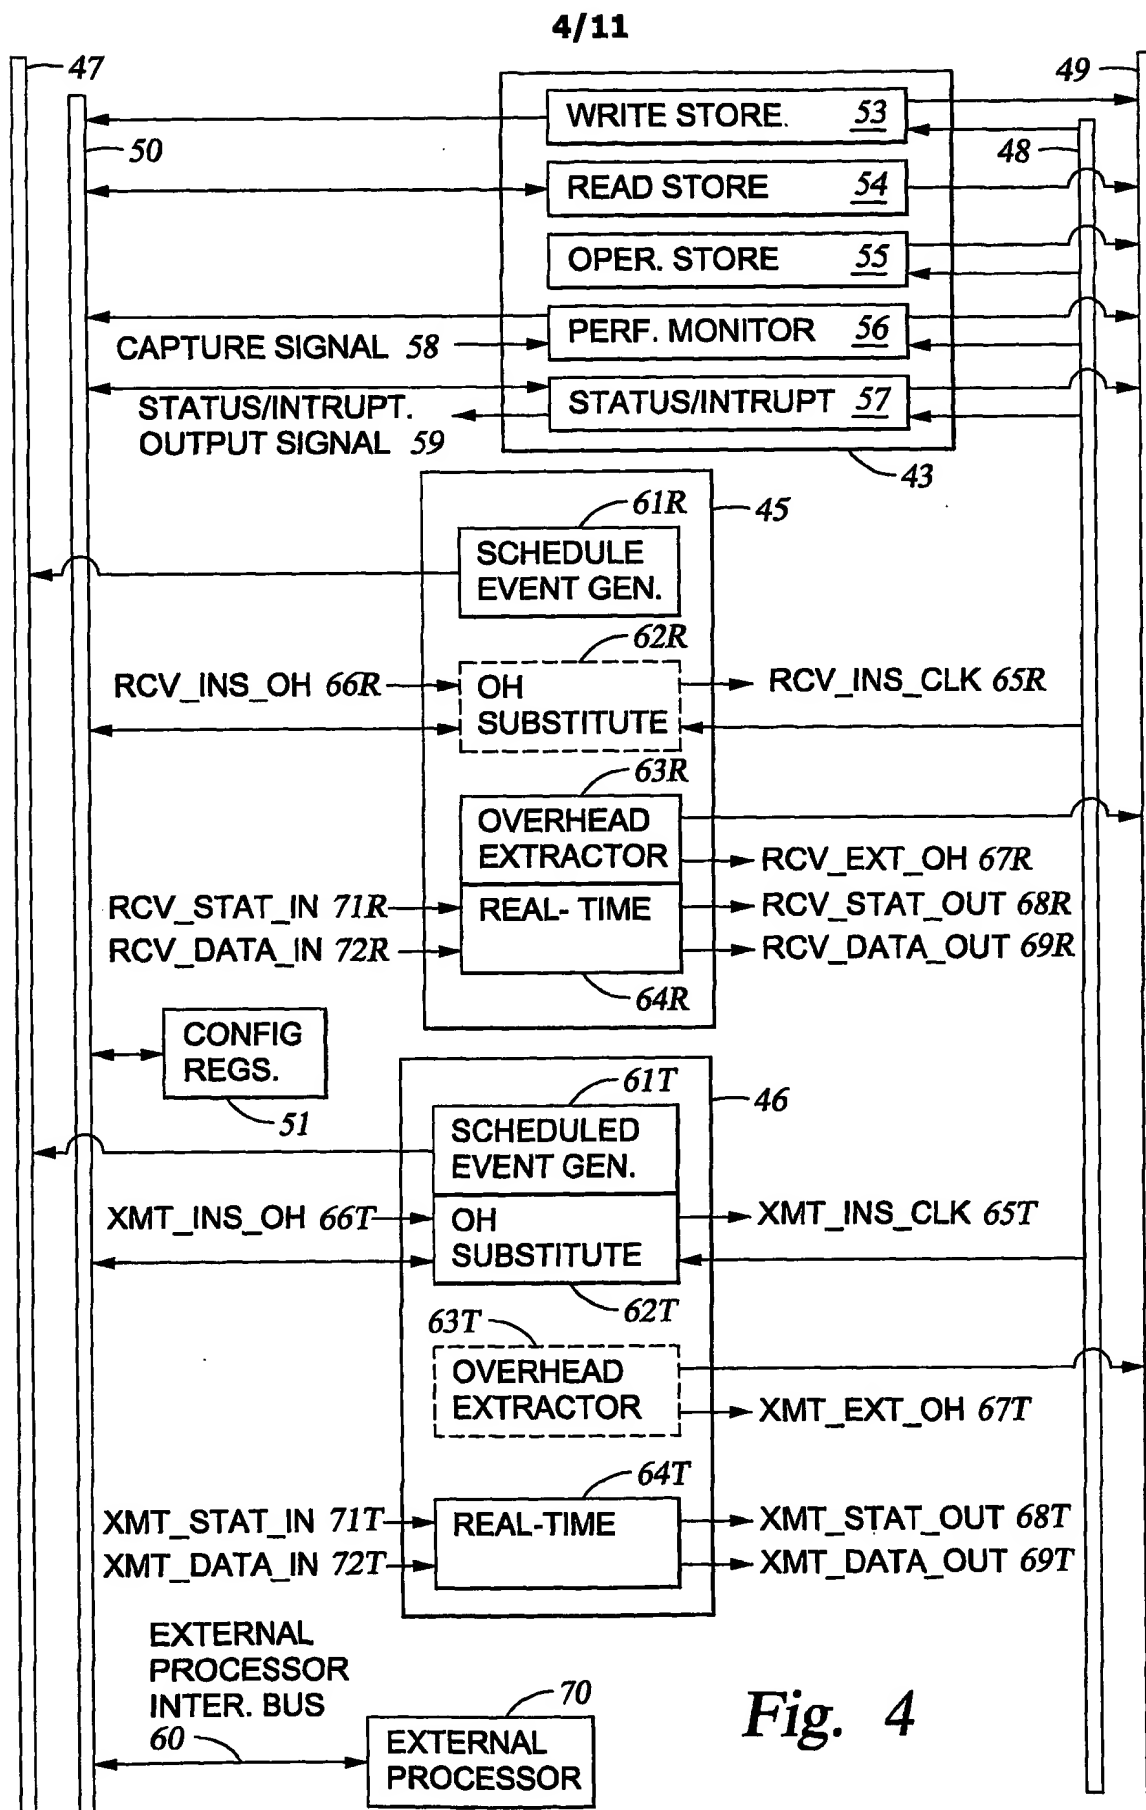 4/11
47
49
WRITE STORE. 53
50
48
READ STORE 54
OPER. STORE 55
PERF. MONITOR 56
CAPTURE SIGNAL 58
STATUS/INTRUPT 57
STATUS/INTRUPT.
OUTPUT SIGNAL 59
43
61R
45
SCHEDULE
EVENT GEN.
62R
RCV_INS_OH 66R
OH
SUBSTITUTE
RCV_INS_CLK 65R
63R
OVERHEAD
EXTRACTOR
RCV_EXT_OH 67R
RCV_STAT_IN 71R
REAL- TIME
RCV_STAT_OUT 68R
RCV_DATA_IN 72R
RCV_DATA_OUT 69R
64R
CONFIG
REGS.
51
61T
46
SCHEDULED
EVENT GEN.
XMT_INS_OH 66T
OH
SUBSTITUTE
XMT_INS_CLK 65T
62T
63T
OVERHEAD
EXTRACTOR
XMT_EXT_OH 67T
64T
XMT_STAT_IN 71T
REAL-TIME
XMT_STAT_OUT 68T
XMT_DATA_IN 72T
XMT_DATA_OUT 69T
EXTERNAL
PROCESSOR
INTER. BUS
60
70
EXTERNAL
PROCESSOR
Fig. 4